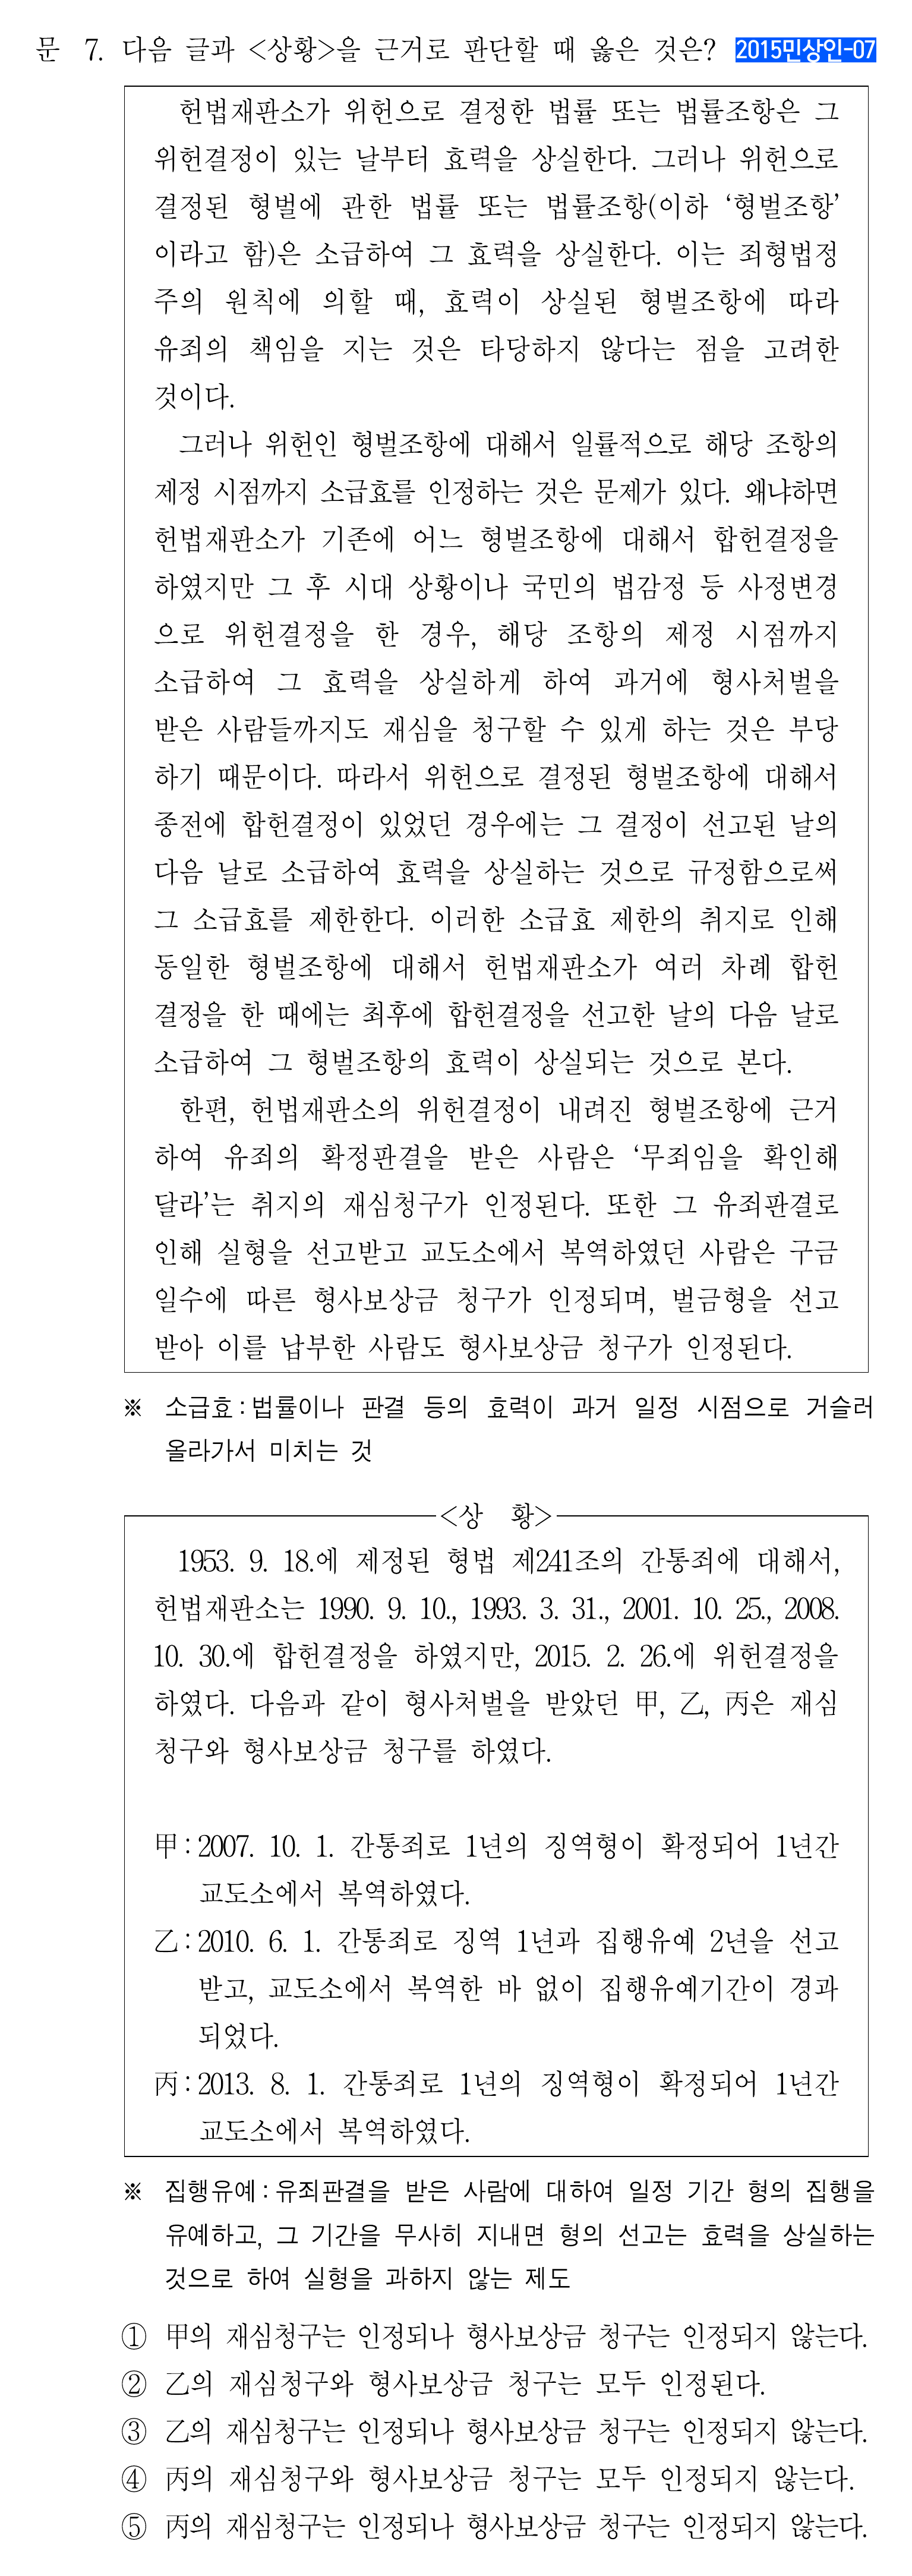 문 7. 다음 글과 <상황>을 근거로 판단할 때 옳은 것은? 2015민상인-07
헌법재판소가 위헌으로 결정한 법률 또는 법률조항은 그
위헌결정이 있는 날부터 효력을 상실한다. 그러나 위헌으로
결정된 형벌에 관한 법률 또는 법률조항(이하 ‘형벌조항’
이라고 함)은 소급하여 그 효력을 상실한다. 이는 죄형법정
주의 원칙에 의할 때, 효력이 상실된 형벌조항에 따라
유죄의 책임을 지는 것은 타당하지 않다는 점을 고려한
것이다.
그러나 위헌인 형벌조항에 대해서 일률적으로 해당 조항의
제정 시점까지 소급효를 인정하는 것은 문제가 있다. 왜냐하면
헌법재판소가 기존에 어느 형벌조항에 대해서 합헌결정을
하였지만 그 후 시대 상황이나 국민의 법감정 등 사정변경
으로 위헌결정을 한 경우, 해당 조항의 제정 시점까지
소급하여 그 효력을 상실하게 하여 과거에 형사처벌을
받은 사람들까지도 재심을 청구할 수 있게 하는 것은 부당
하기 때문이다. 따라서 위헌으로 결정된 형벌조항에 대해서
종전에 합헌결정이 있었던 경우에는 그 결정이 선고된 날의
다음 날로 소급하여 효력을 상실하는 것으로 규정함으로써
그 소급효를 제한한다. 이러한 소급효 제한의 취지로 인해
동일한 형벌조항에 대해서 헌법재판소가 여러 차례 합헌
결정을 한 때에는 최후에 합헌결정을 선고한 날의 다음 날로
소급하여 그 형벌조항의 효력이 상실되는 것으로 본다.
한편, 헌법재판소의 위헌결정이 내려진 형벌조항에 근거
하여 유죄의 확정판결을 받은 사람은 ‘무죄임을 확인해
달라’는 취지의 재심청구가 인정된다. 또한 그 유죄판결로
인해 실형을 선고받고 교도소에서 복역하였던 사람은 구금
일수에 따른 형사보상금 청구가 인정되며, 벌금형을 선고
받아 이를 납부한 사람도 형사보상금 청구가 인정된다.
※ 소급효 : 법률이나 판결 등의 효력이 과거 일정 시점으로 거슬러
올라가서 미치는 것
<상 황>
1953. 9. 18.에 제정된 형법 제241조의 간통죄에 대해서,
헌법재판소는 1990. 9. 10., 1993. 3. 31., 2001. 10. 25., 2008.
10. 30.에 합헌결정을 하였지만, 2015. 2. 26.에 위헌결정을
하였다. 다음과 같이 형사처벌을 받았던 甲, 乙, 丙은 재심
청구와 형사보상금 청구를 하였다.
甲 : 2007. 10. 1. 간통죄로 1년의 징역형이 확정되어 1년간
교도소에서 복역하였다.
乙 : 2010. 6. 1. 간통죄로 징역 1년과 집행유예 2년을 선고
받고, 교도소에서 복역한 바 없이 집행유예기간이 경과
되었다.
丙 : 2013. 8. 1. 간통죄로 1년의 징역형이 확정되어 1년간
교도소에서 복역하였다.
※ 집행유예 : 유죄판결을 받은 사람에 대하여 일정 기간 형의 집행을
유예하고, 그 기간을 무사히 지내면 형의 선고는 효력을 상실하는
것으로 하여 실형을 과하지 않는 제도
① 甲의 재심청구는 인정되나 형사보상금 청구는 인정되지 않는다.
② 乙의 재심청구와 형사보상금 청구는 모두 인정된다.
③ 乙의 재심청구는 인정되나 형사보상금 청구는 인정되지 않는다.
④ 丙의 재심청구와 형사보상금 청구는 모두 인정되지 않는다.
⑤ 丙의 재심청구는 인정되나 형사보상금 청구는 인정되지 않는다.